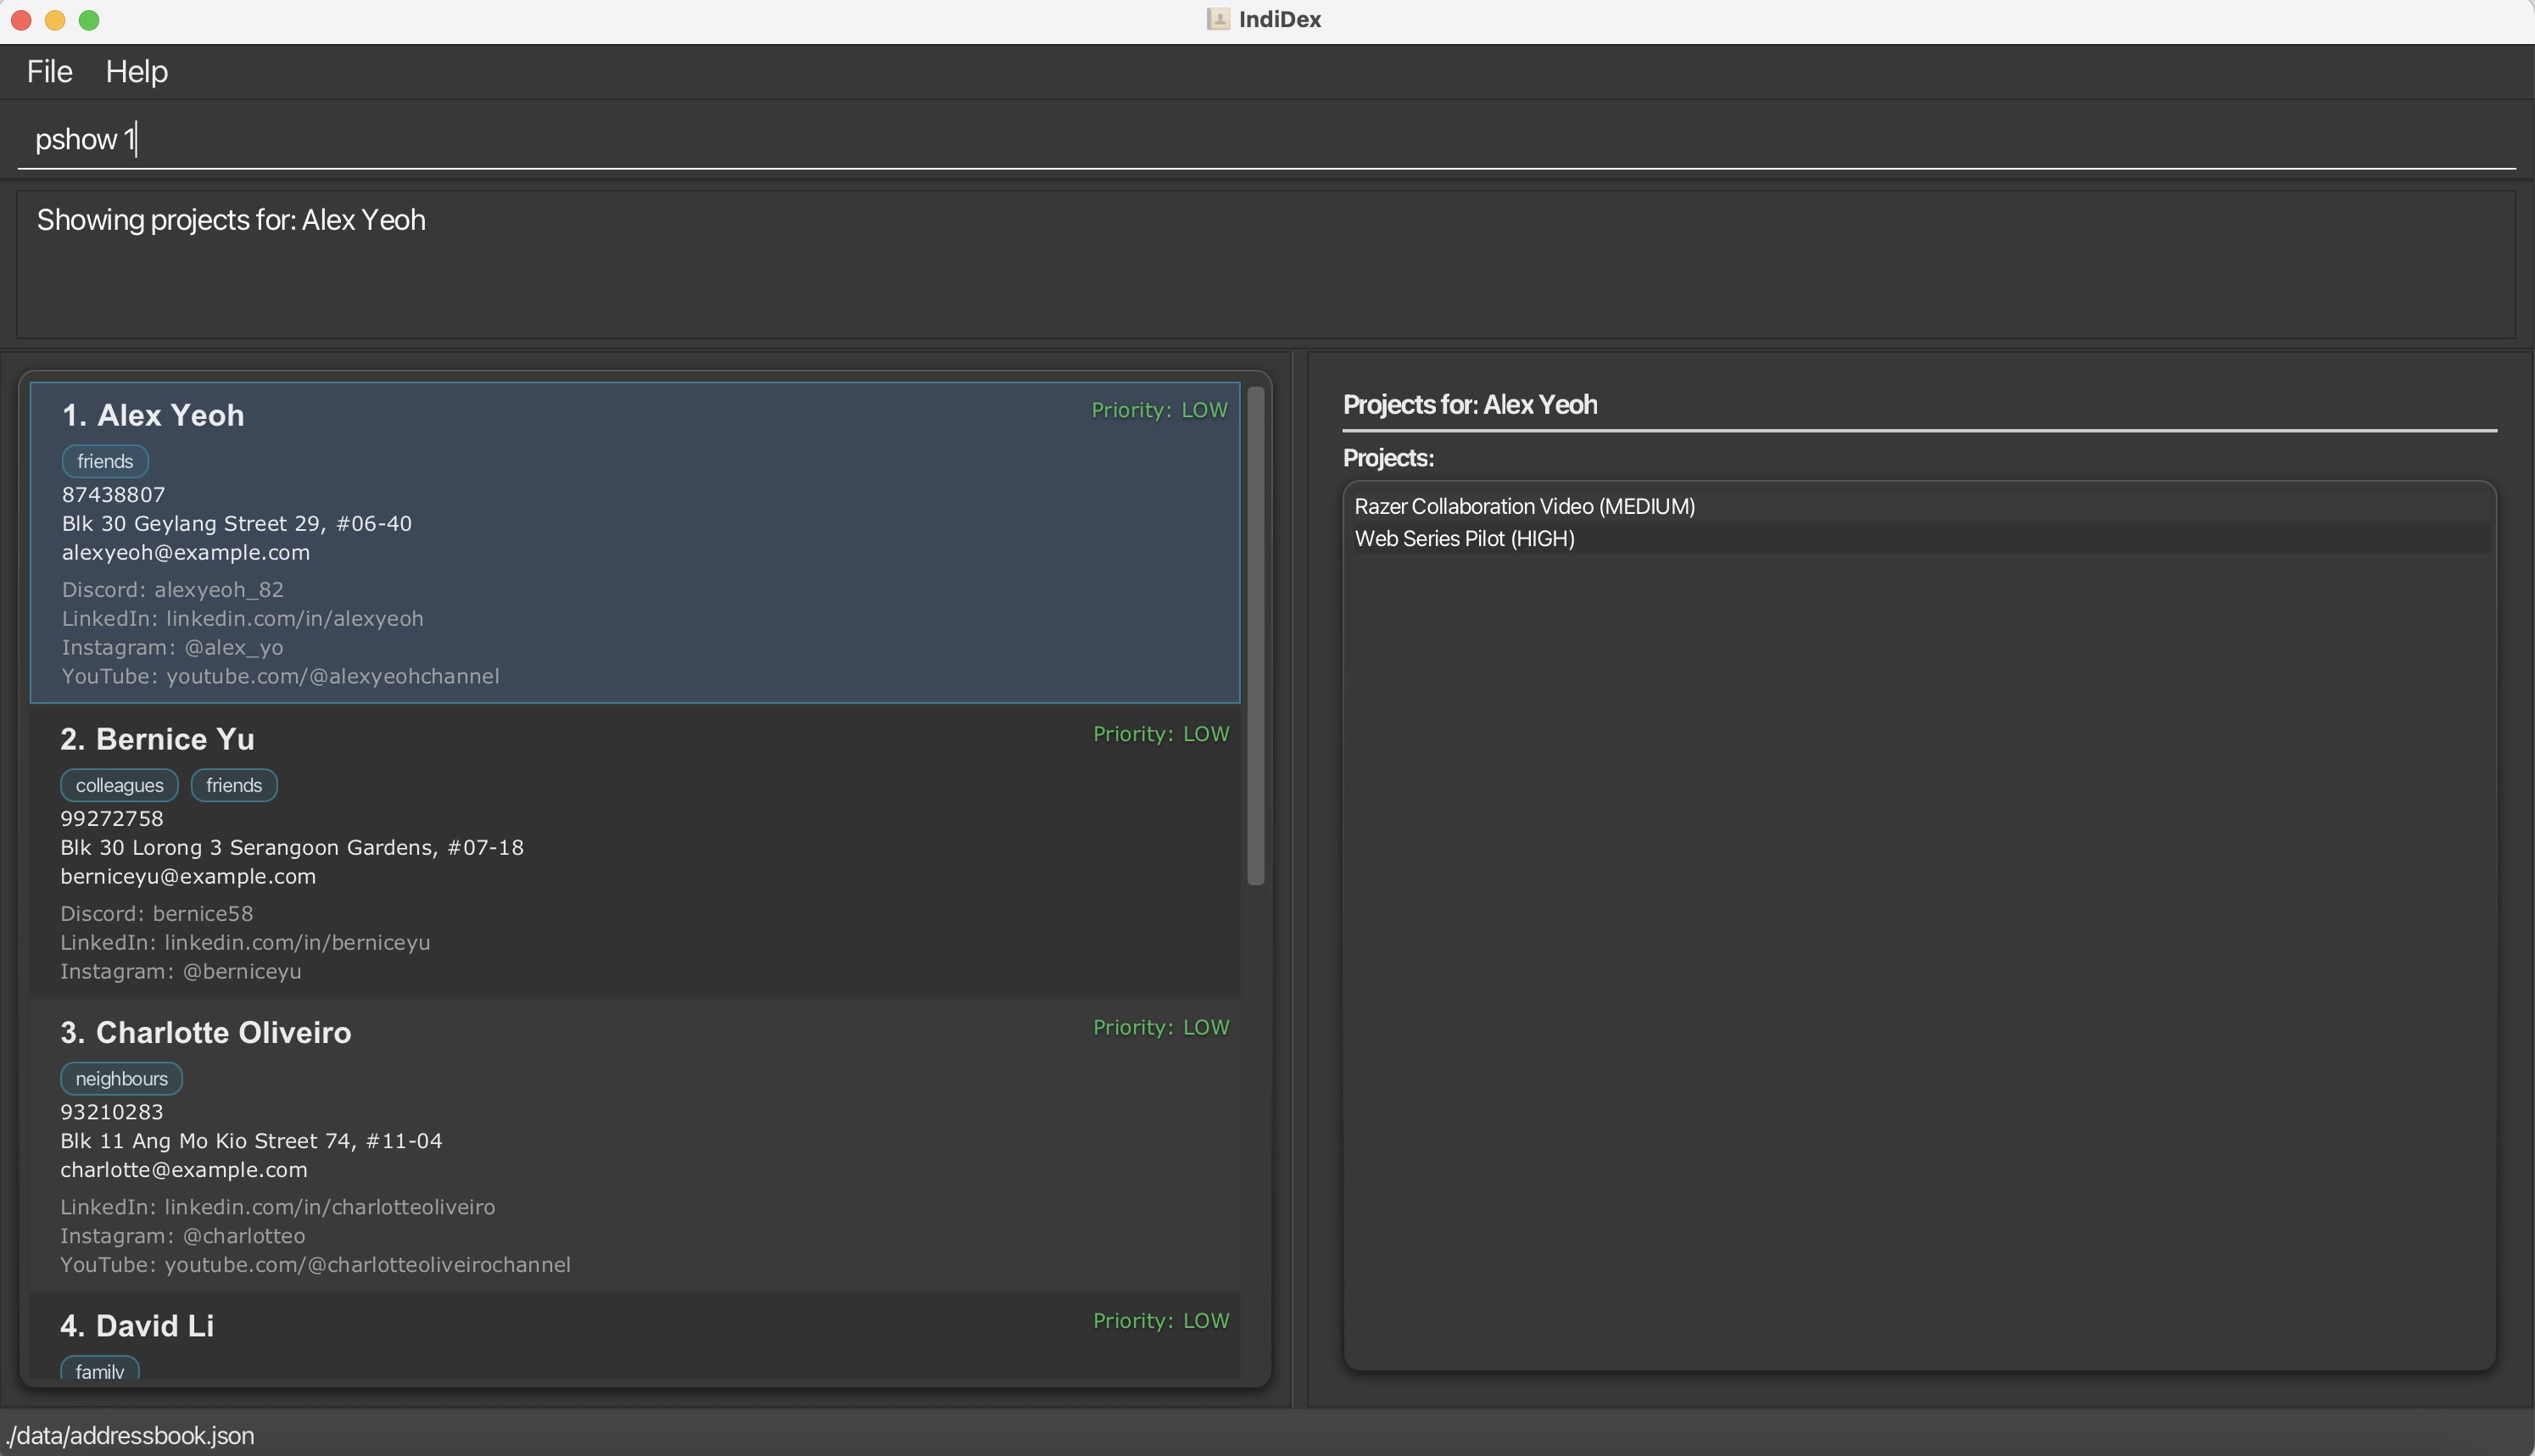 IndiDex
File Help
pshow 1
Showing projects for: Alex Yeoh
1. Alex Yeoh
Priority: LOW
friends
87438807
Blk 30 Geylang Street 29, #06-40
alexyeoh@example.com
Discord: alexyeoh_82
LinkedIn: linkedin.com/in/alexyeoh
Instagram: @alex_yo
YouTube: youtube.com/@alexyeohchannel
2. Bernice Yu
Priority: LOW
colleagues friends
99272758
Blk 30 Lorong 3 Serangoon Gardens, #07-18
berniceyu@example.com
Discord: bernice58
LinkedIn: linkedin.com/in/berniceyu
Instagram: @berniceyu
3. Charlotte Oliveiro
Priority: LOW
neighbours
93210283
Blk 11 Ang Mo Kio Street 74, #11-04
charlotte@example.com
LinkedIn: linkedin.com/in/charlotteoliveiro
Instagram: @charlotteo
YouTube: youtube.com/@charlotteoliveirochannel
4. David Li
Priority: LOW
family
Projects for: Alex Yeoh
Projects:
Razer Collaboration Video (MEDIUM)
Web Series Pilot (HIGH)
./data/addressbook.json